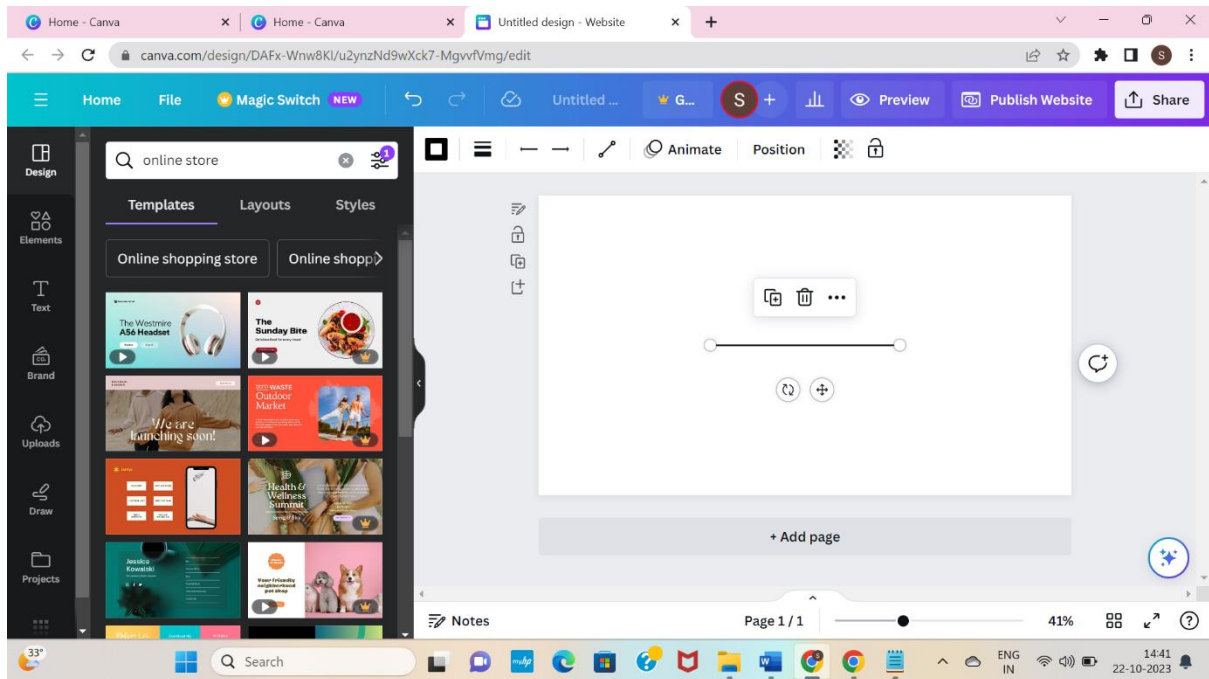 Home - Canva
Home - Canva
Untitled design - Website
canva.com/design/DAFx-Wnw8KI/u2ynzNd9wXck7-MgvvfVmg/edit
Home File Magic Switch NEW Untitled ... G... S + Preview Publish Website Share
Design
Elements
Text
Brand
Uploads
Draw
Projects
online store 1
Templates Layouts Styles
Online shopping store Online shoppi
The Westmire
A56 Headset
The
Sunday Bite
We are
launching soon!
ZERO WASTE
Outdoor
Market
Health &
Wellness
Summit
Jessica
Kowalski
Your friendly
neighborhood
pet shop
Animate Position
+ Add page
Notes Page 1 / 1 41%
33°
Search
ENG
IN
14:41
22-10-2023